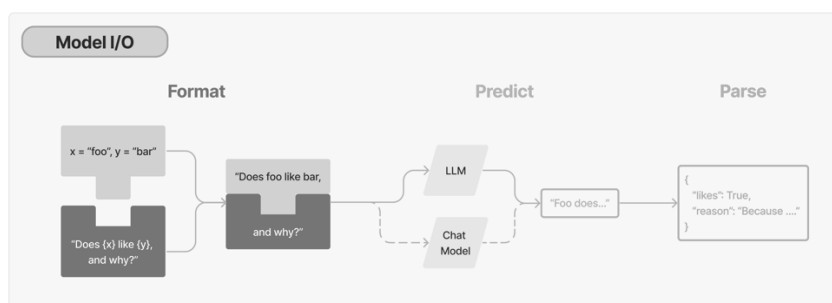 Model I/O
Format
Predict
Parse
x = "foo", y = "bar"
"Does {x} like {y},
and why?"
"Does foo like bar,
and why?"
LLM
Chat
Model
"Foo does..."
{
"likes": True,
"reason": "Because ...."
}